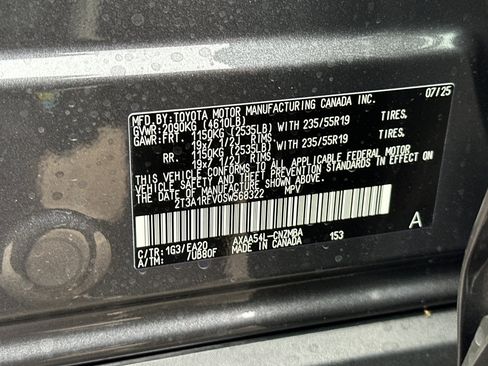 MFD. BY: TOYOTA MOTOR MANUFACTURING CANADA INC. 07/25
GVWR: 2090KG (4610LB)
GAWR: FRT. 1150KG (2535LB) WITH 235/55R19 TIRES,
19x7 1/2J RIMS,
RR. 1150KG (2535LB) WITH 235/55R19 TIRES,
19x7 1/2J RIMS,
THIS VEHICLE CONFORMS TO ALL APPLICABLE FEDERAL MOTOR
VEHICLE SAFETY AND THEFT PREVENTION STANDARDS IN EFFECT ON
THE DATE OF MANUFACTURE SHOWN ABOVE.
2T3A1RFV0SW568322 MPV
A
C/TR: 1G3/EA20 AXAA54L-CNZMBA 153
A/TM: /UB80F MADE IN CANADA